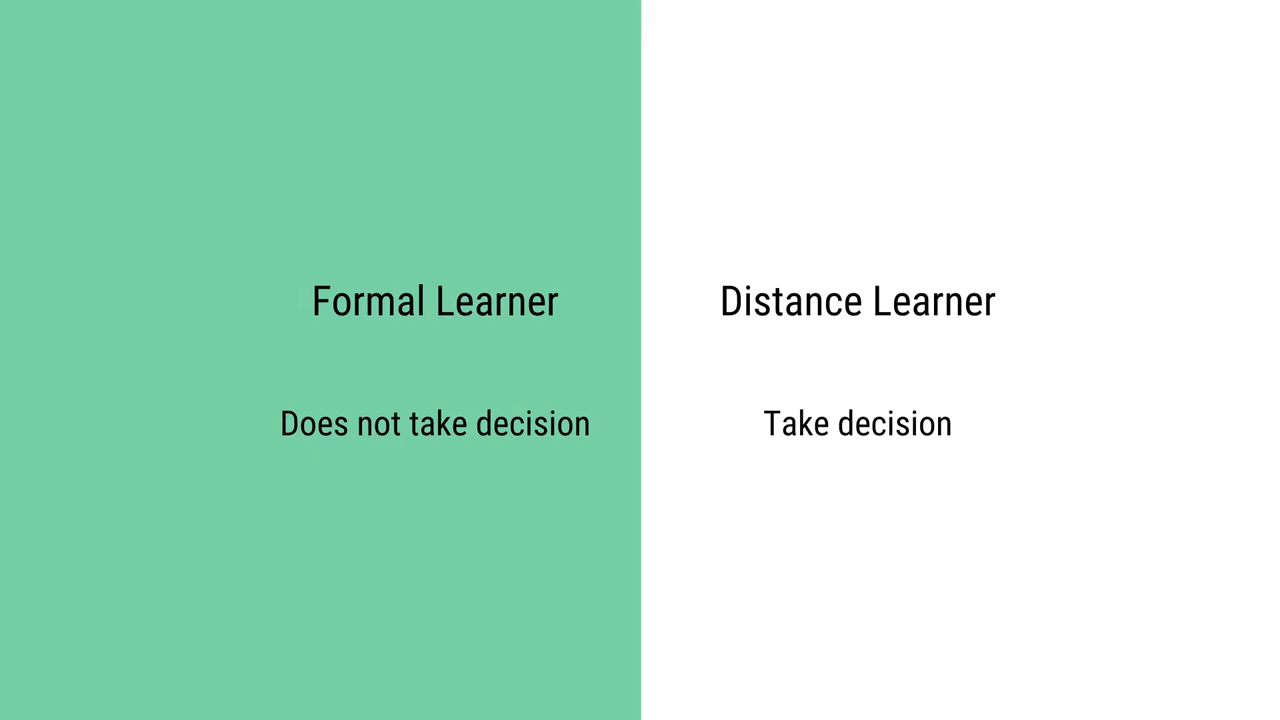 Formal Learner
Does not take decision
Distance Learner
Take decision